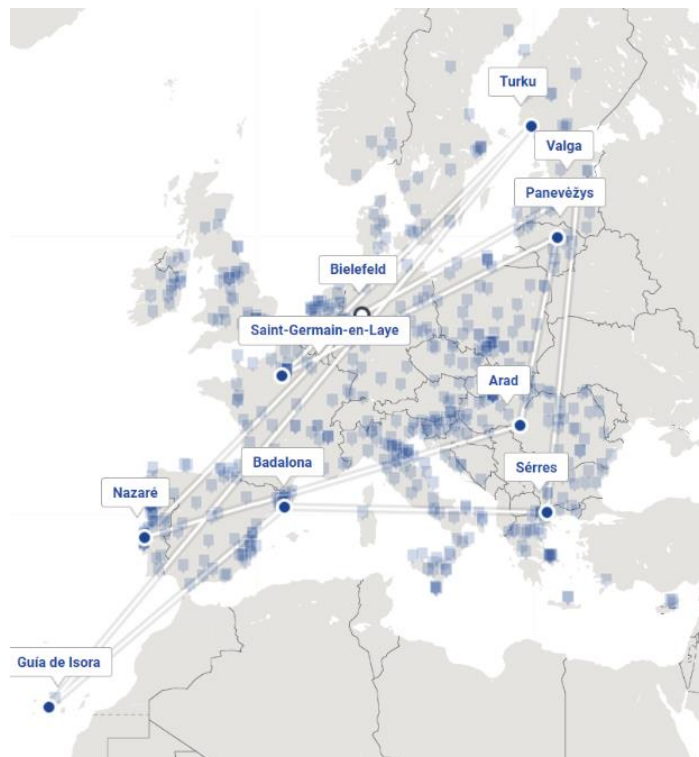 Turku
Valga
Panevėžys
Bielefeld
Saint-Germain-en-Laye
Arad
Badalona
Sérres
Nazaré
Guía de Isora